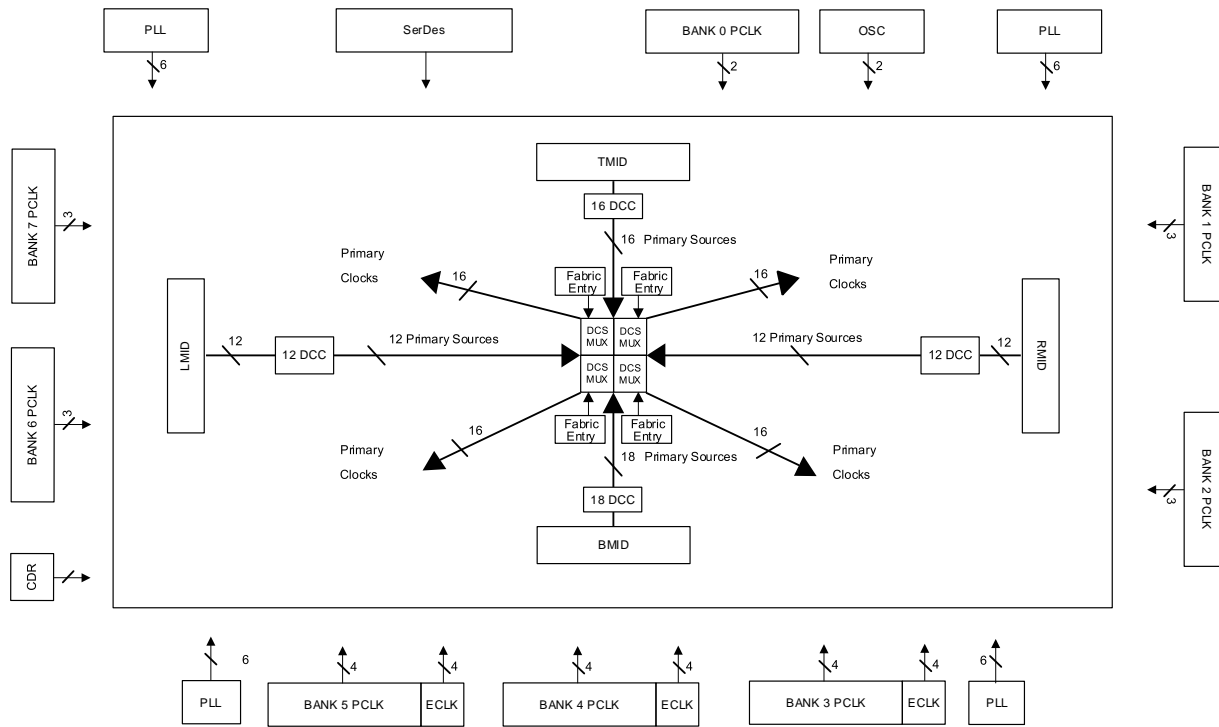 PLL
SerDes
BANK 0 PCLK
OSC
PLL
6
2
2
6
BANK 7 PCLK
3
BANK 1 PCLK
3
TMID
16 DCC
16 Primary Sources
Primary
Clocks
16
Fabric
Entry
Fabric
Entry
16
Primary
Clocks
LMID
12
12 DCC
12 Primary Sources
DCS
MUX
DCS
MUX
DCS
MUX
DCS
MUX
12 Primary Sources
12 DCC
12
RMID
BANK 6 PCLK
3
Primary
Clocks
16
Fabric
Entry
Fabric
Entry
16
Primary
Clocks
18 Primary Sources
18 DCC
BMID
BANK 2 PCLK
3
CDR
6
4
4
4
4
4
4
6
PLL
BANK 5 PCLK
ECLK
BANK 4 PCLK
ECLK
BANK 3 PCLK
ECLK
PLL